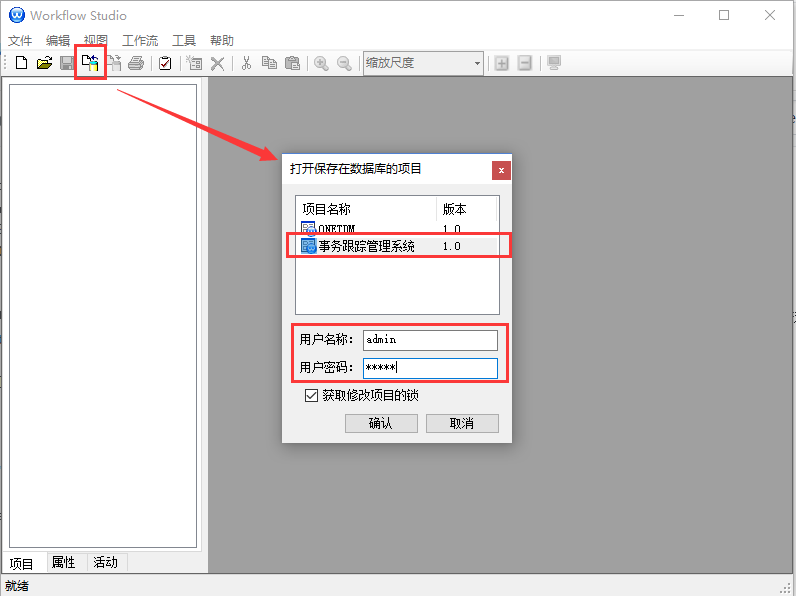 Workflow Studio
文件 编辑 视图 工作流 工具 帮助
缩放尺度
打开保存在数据库的项目
x
项目名称 版本
ONETDM 1.0
事务跟踪管理系统 1.0
用户名称: admin
用户密码: *****
获取修改项目的锁
确认 取消
项目 属性 活动
就绪